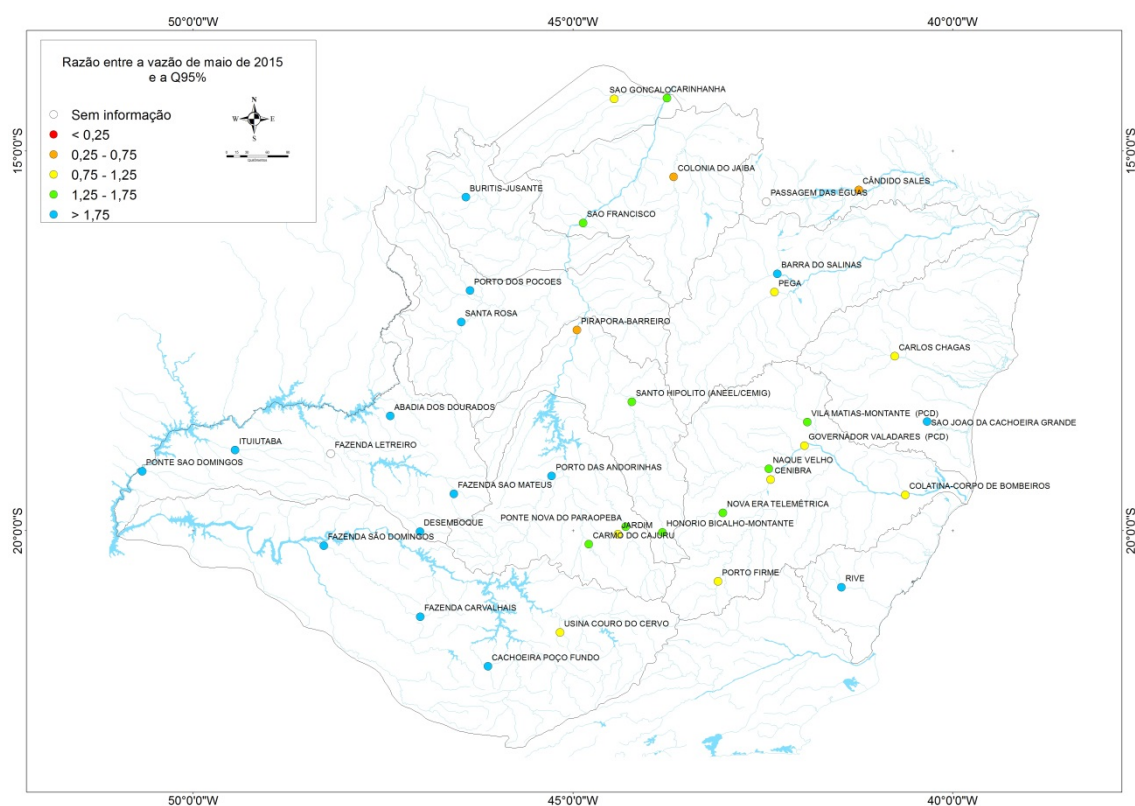 50°0'0"W
45°0'0"W
40°0'0"W
Razão entre a vazão de maio de 2015
e a Q95%
Sem informação
< 0,25
0,25 - 0,75
0,75 - 1,25
1,25 - 1,75
> 1,75
N
W E
S
15°0'0"S
15°0'0"S
SAO GONCALO
CARINHANHA
COLONIA DO JAIBA
CÂNDIDO SALES
PASSAGEM DAS ÉGUAS
BURITIS-JUSANTE
SAO FRANCISCO
BARRA DO SALINAS
PEGA
PORTO DOS POCOES
SANTA ROSA
PIRAPORA-BARREIRO
CARLOS CHAGAS
SANTO HIPOLITO (ANEEL/CEMIG)
ABADIA DOS DOURADOS
VILA MATIAS-MONTANTE (PCD)
SAO JOAO DA CACHOEIRA GRANDE
ITUIUTABA
FAZENDA LETREIRO
GOVERNADOR VALADARES (PCD)
PONTE SAO DOMINGOS
PORTO DAS ANDORINHAS
NAQUE VELHO
CENIBRA
FAZENDA SAO MATEUS
COLATINA-CORPO DE BOMBEIROS
NOVA ERA TELEMÉTRICA
PONTE NOVA DO PARAOPEBA
DESEMBOQUE
JARDIM
HONORIO BICALHO-MONTANTE
FAZENDA SÃO DOMINGOS
CARMO DO CAJURU
20°0'0"S
20°0'0"S
PORTO FIRME
RIVE
FAZENDA CARVALHAIS
USINA COURO DO CERVO
CACHOEIRA POÇO FUNDO
50°0'0"W
45°0'0"W
40°0'0"W